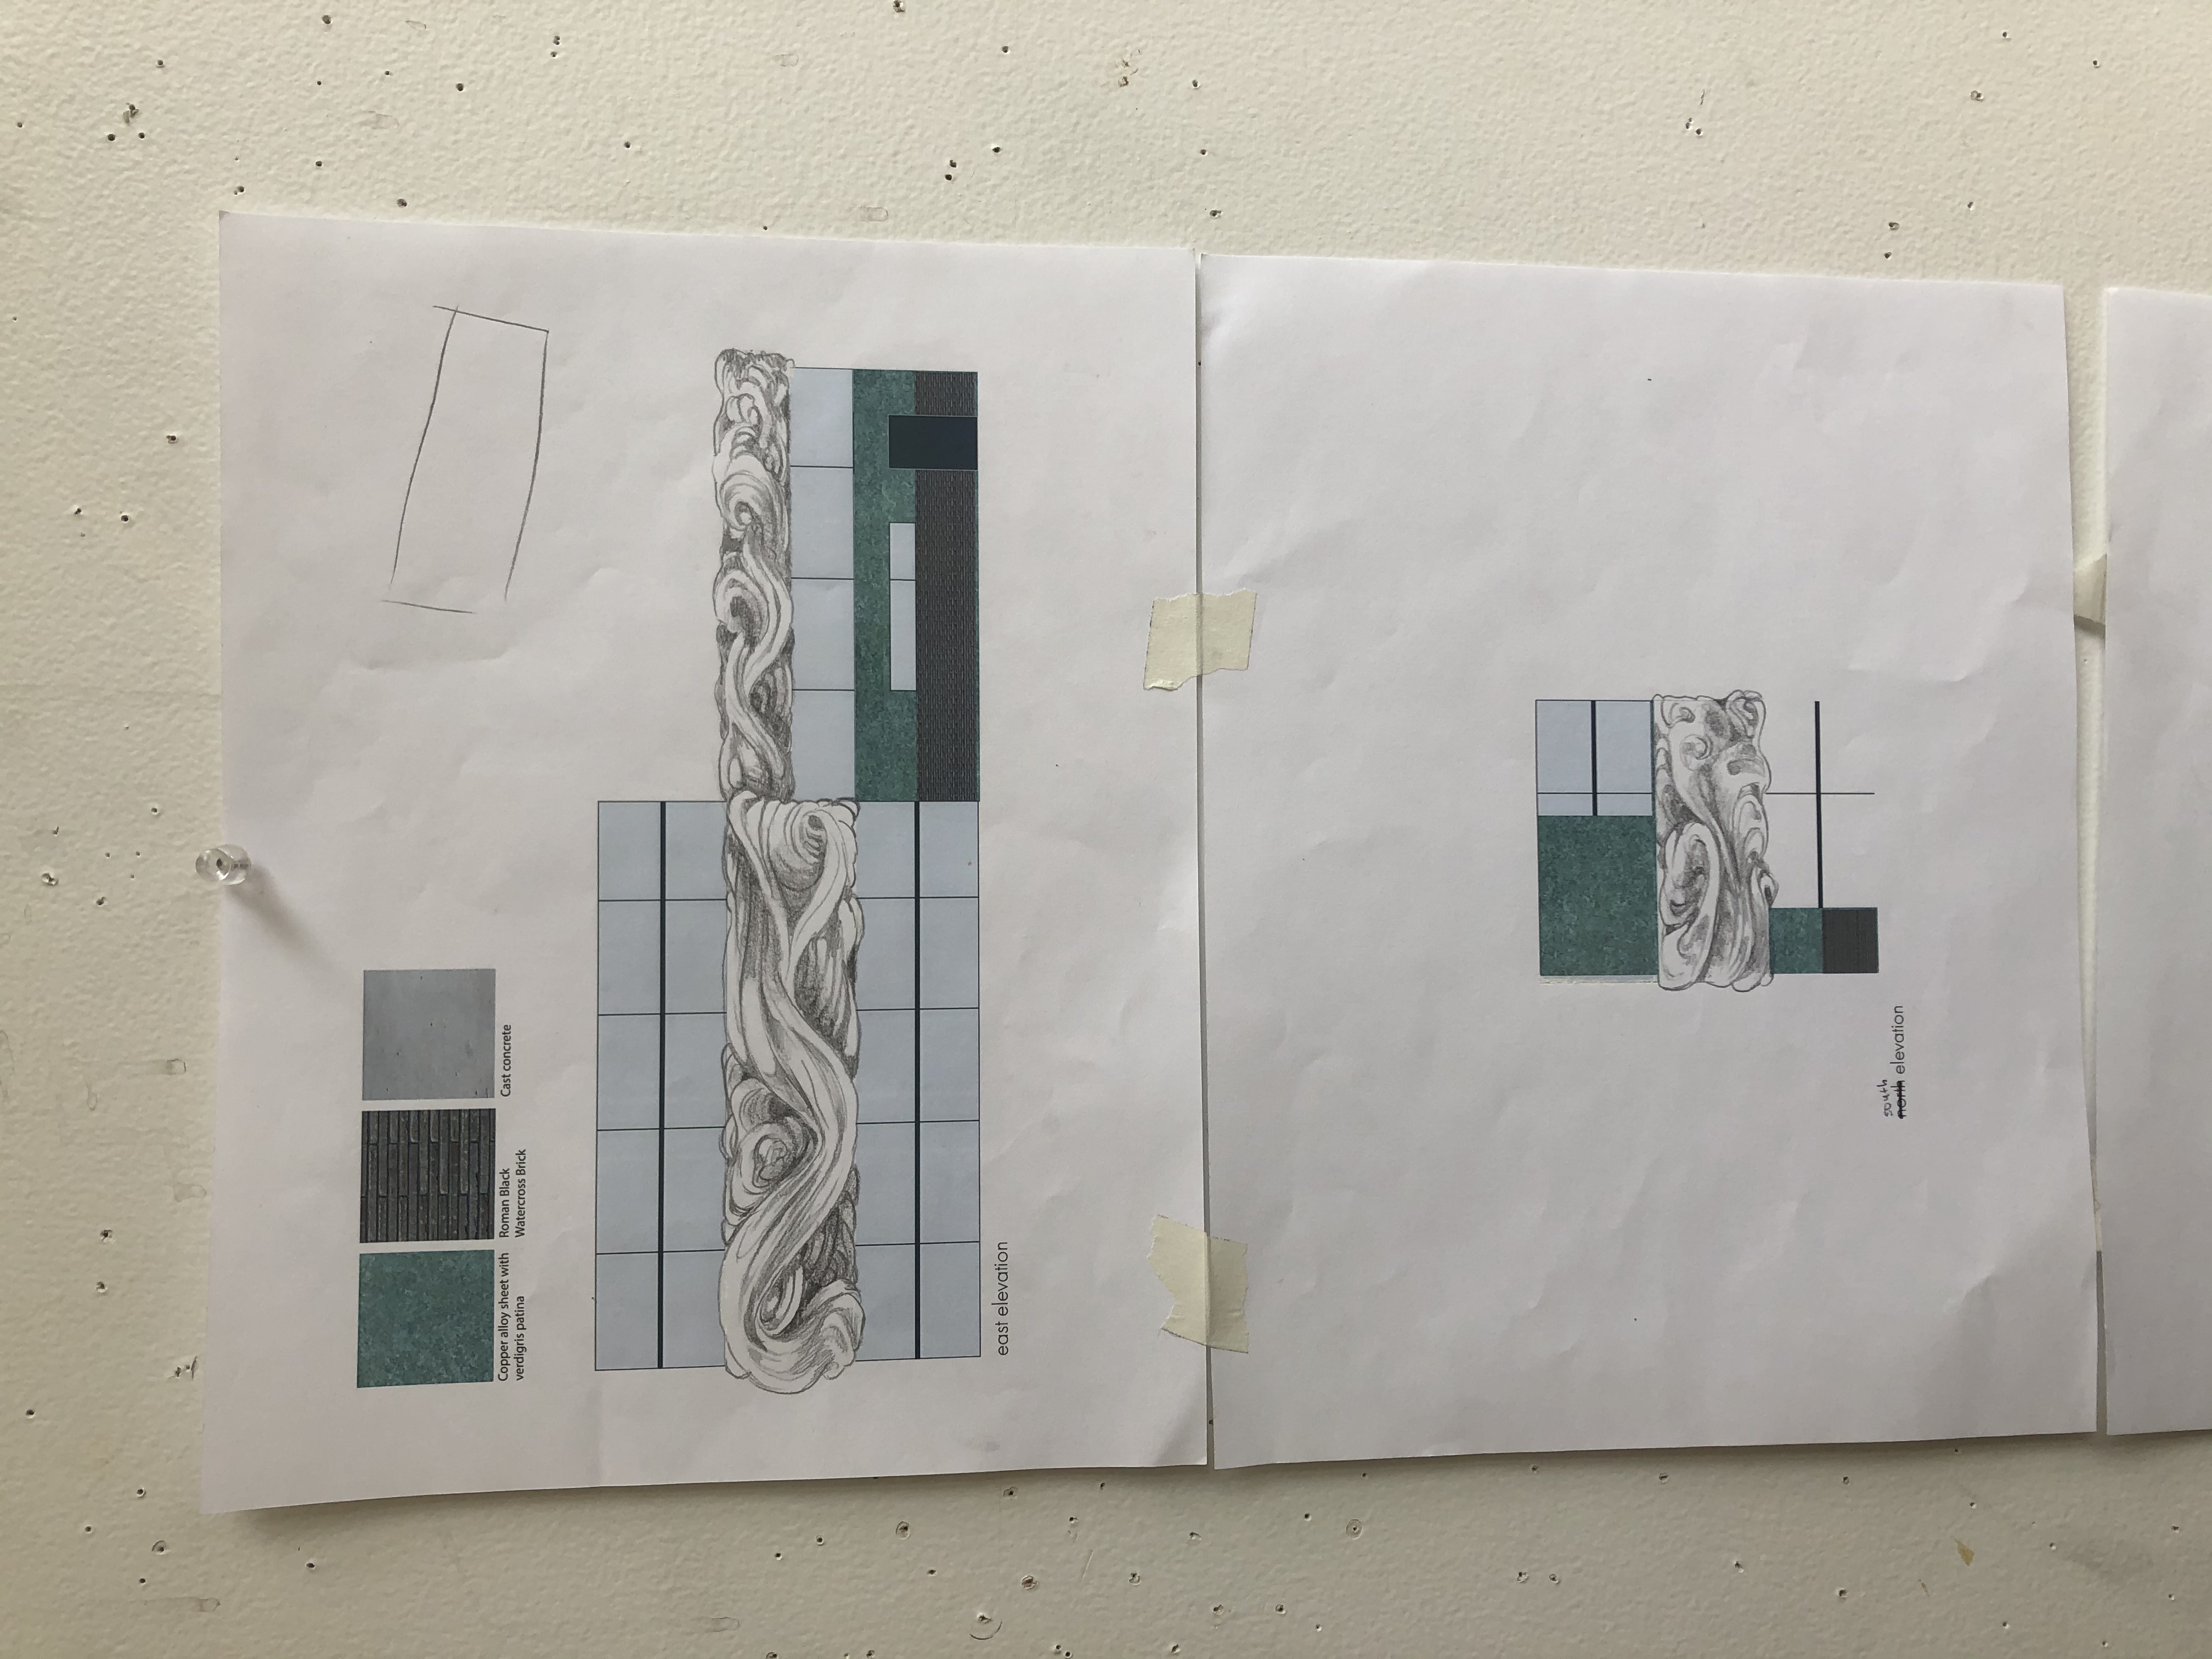 Copper alloy sheet with
verdigris patina
Roman Black
Watercross Brick
Cast concrete
east elevation
south
north elevation